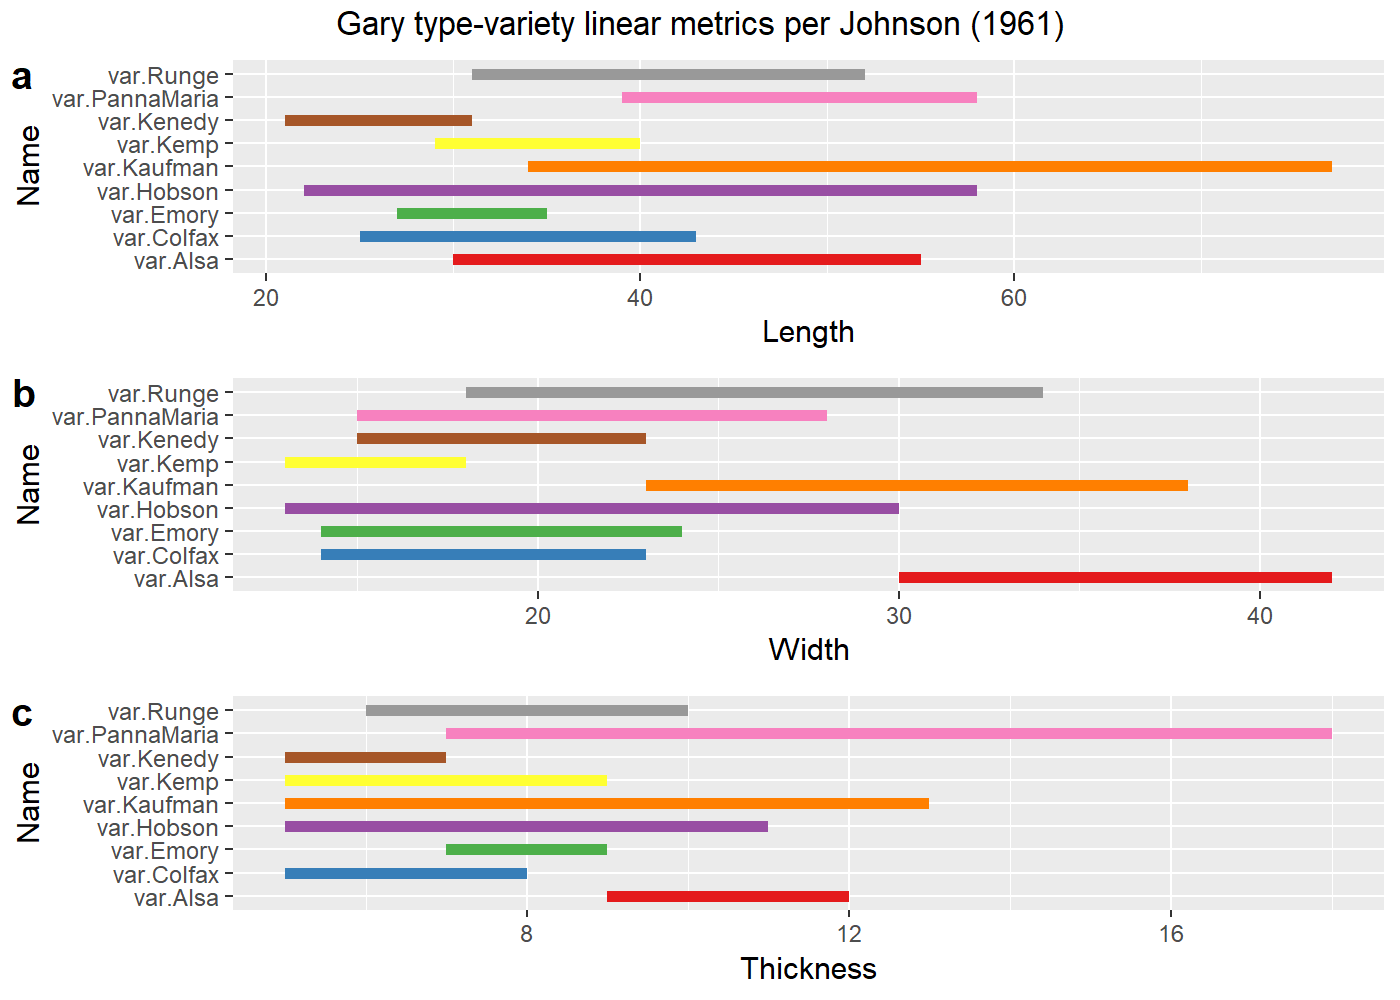 Gary type-variety linear metrics per Johnson (1961)
a
Name
var.Runge
var.PannaMaria
var.Kenedy
var.Kemp
var.Kaufman
var.Hobson
var.Emory
var.Colfax
var.Alsa
20 40 60
Length
b
Name
var.Runge
var.PannaMaria
var.Kenedy
var.Kemp
var.Kaufman
var.Hobson
var.Emory
var.Colfax
var.Alsa
20 30 40
Width
c
Name
var.Runge
var.PannaMaria
var.Kenedy
var.Kemp
var.Kaufman
var.Hobson
var.Emory
var.Colfax
var.Alsa
8 12 16
Thickness